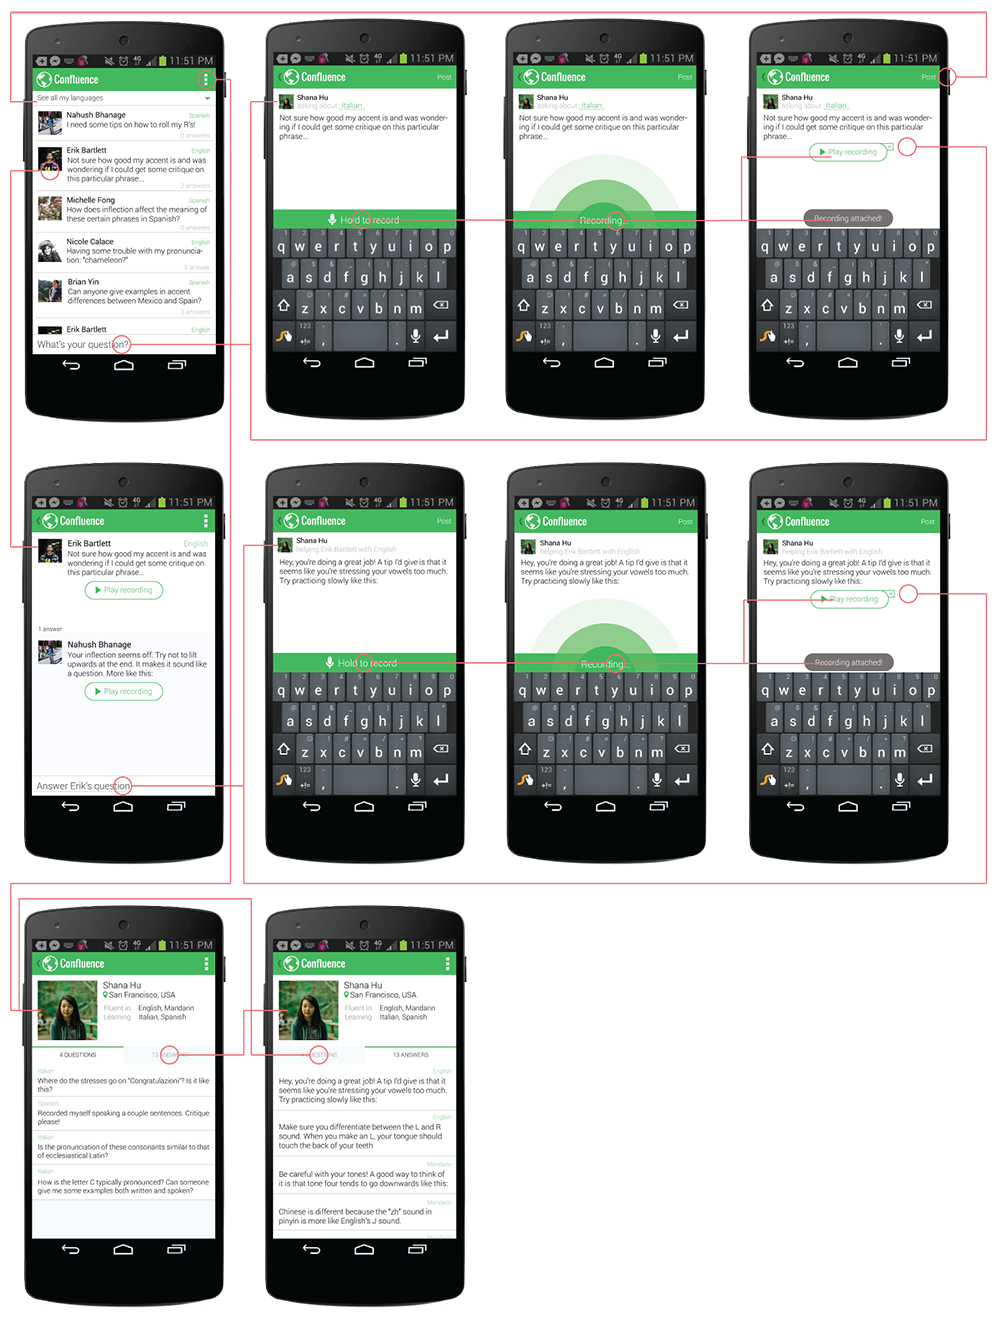 11:51 PM
Confluence
See all my languages
Nahush Bhanage
Spanish
I need some tips on how to roll my R's!
0 answers
Erik Bartlett
English
Not sure how good my accent is and was
wondering if I could get some critique on
this particular phrase...
2 answers
Michelle Fong
Spanish
How does inflection affect the meaning of
these certain phrases in Spanish?
0 answers
Nicole Calace
English
Having some trouble with my pronuncia-
tion: "chameleon?"
1 answer
Brian Yin
Spanish
Can anyone give examples in accent
differences between Mexico and Spain?
3 answers
Erik Bartlett
English
What's your question?
4G
11:51 PM
Confluence
Post
Shana Hu
asking about Italian
Not sure how good my accent is and was wonder-
ing if I could get some critique on this particular
phrase...
Hold to record
q w e r t y u i o p
a s d f g h j k l
z x c v b n m
123
4G
11:51 PM
Confluence
Post
Shana Hu
asking about Italian
Not sure how good my accent is and was wonder-
ing if I could get some critique on this particular
phrase...
Recording...
q w e r t y u i o p
a s d f g h j k l
z x c v b n m
123
4G
11:51 PM
Confluence
Post
Shana Hu
asking about Italian
Not sure how good my accent is and was wonder-
ing if I could get some critique on this particular
phrase...
Play recording
Recording attached!
q w e r t y u i o p
a s d f g h j k l
z x c v b n m
123
4G
11:51 PM
Confluence
Erik Bartlett
English
Not sure how good my accent is and was
wondering if I could get some critique on
this particular phrase...
Play recording
1 answer
Nahush Bhanage
Your inflection seems off. Try not to lilt
upwards at the end. It makes it sound like
a question. More like this:
Play recording
Answer Erik's question
4G
11:51 PM
Confluence
Post
Shana Hu
helping Erik Bartlett with English
Hey, you're doing a great job! A tip I'd give is that it
seems like you're stressing your vowels too much.
Try practicing slowly like this:
Hold to record
q w e r t y u i o p
a s d f g h j k l
z x c v b n m
123
4G
11:51 PM
Confluence
Post
Shana Hu
helping Erik Bartlett with English
Hey, you're doing a great job! A tip I'd give is that it
seems like you're stressing your vowels too much.
Try practicing slowly like this:
Recording...
q w e r t y u i o p
a s d f g h j k l
z x c v b n m
123
4G
11:51 PM
Confluence
Post
Shana Hu
helping Erik Bartlett with English
Hey, you're doing a great job! A tip I'd give is that it
seems like you're stressing your vowels too much.
Try practicing slowly like this:
Play recording
Recording attached!
q w e r t y u i o p
a s d f g h j k l
z x c v b n m
123
4G
11:51 PM
Confluence
Shana Hu
San Francisco, USA
Fluent in English, Mandarin
Learning Italian, Spanish
4 QUESTIONS
13 ANSWERS
Italian
Where do the stresses go on "Congratulazioni"? Is it like
this?
Spanish
Recorded myself speaking a couple sentences. Critique
please!
Italian
Is the pronunciation of these consonants similar to that
of ecclesiastical Latin?
Italian
How is the letter C typically pronounced? Can someone
give me some examples both written and spoken?
4G
11:51 PM
Confluence
Shana Hu
San Francisco, USA
Fluent in English, Mandarin
Learning Italian, Spanish
4 QUESTIONS
13 ANSWERS
English
Hey, you're doing a great job! A tip I'd give is that it
seems like you're stressing your vowels too much.
Try practicing slowly like this:
English
Make sure you differentiate between the L and R
sound. When you make an L, your tongue should
touch the back of your teeth
Mandarin
Be careful with your tones! A good way to think of
it is that tone four tends to go downwards like this:
Mandarin
Chinese is different because the "zh" sound in
pinyin is more like English's J sound.